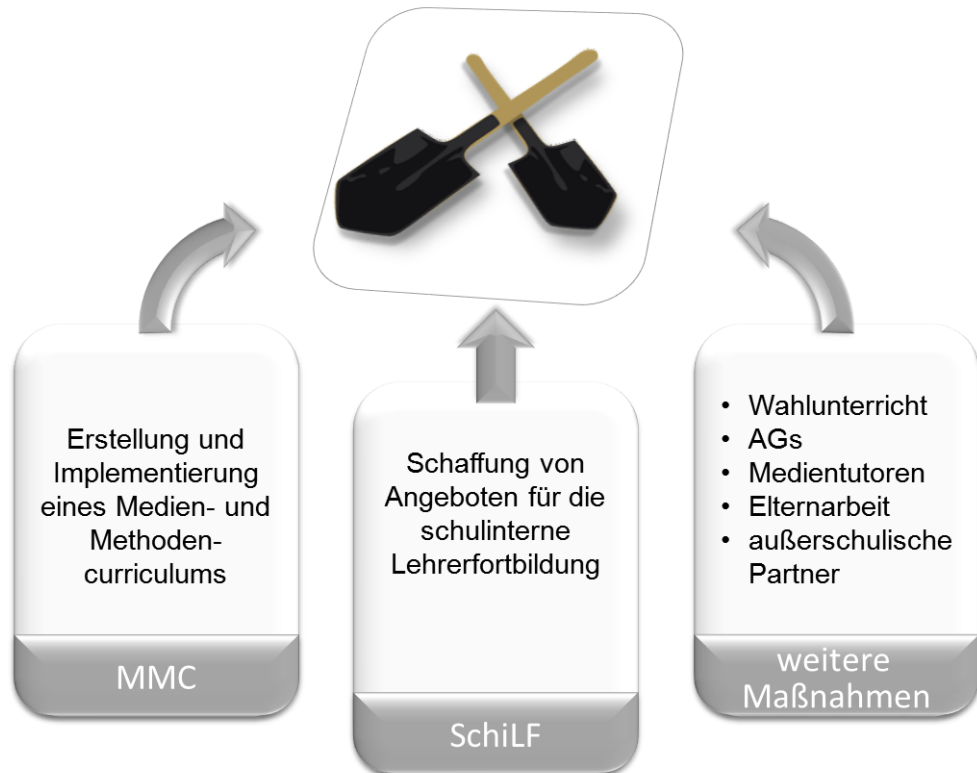 Erstellung und
Implementierung
eines Medien- und
Methoden-
curriculums
MMC
Schaffung von
Angeboten für die
schulinterne
Lehrerfortbildung
SchiLF
• Wahlunterricht
• AGs
• Medientutoren
• Elternarbeit
• außerschulische
Partner
weitere
Maßnahmen